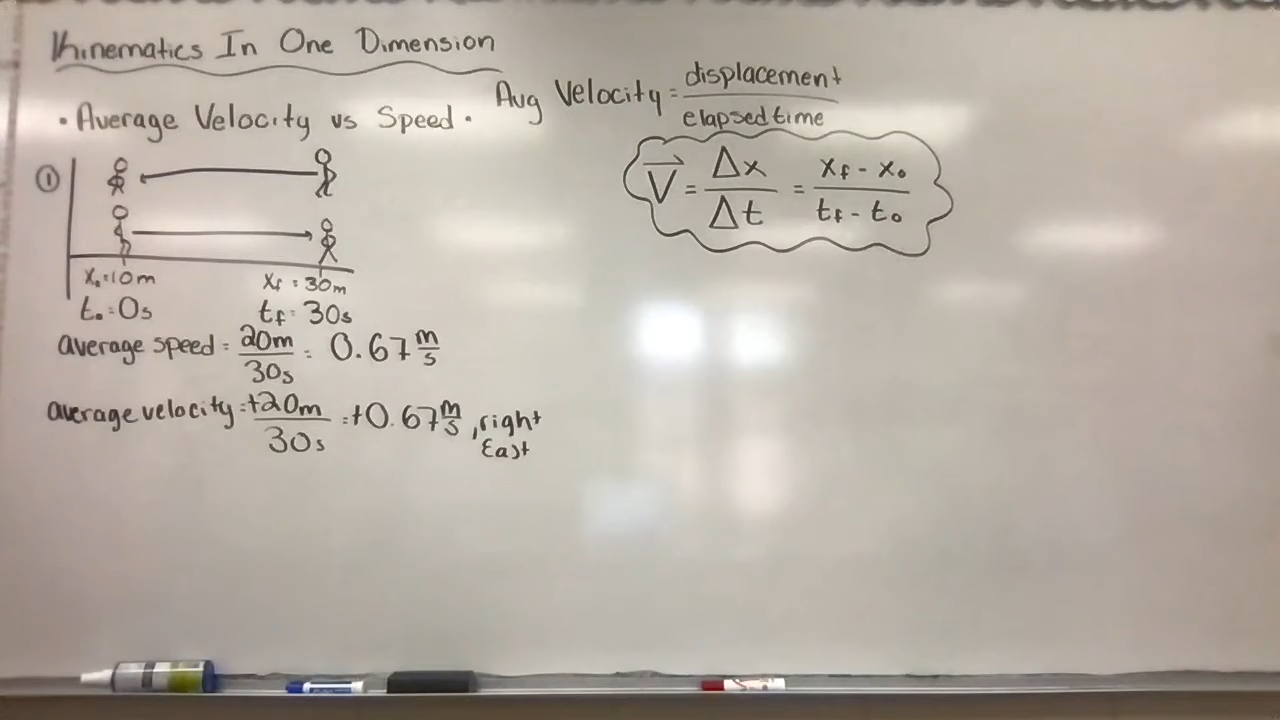 Kinematics In One Dimension
• Average Velocity vs Speed •
Avg Velocity = displacement / elapsed time
V = Δx / Δt = xf - x₀ / tf - t₀
①
x₀ = 10m
xf = 30m
t₀ = 0s
tf = 30s
average speed = 20m / 30s = 0.67 m/s
average velocity = +20m / 30s = +0.67 m/s, right
East